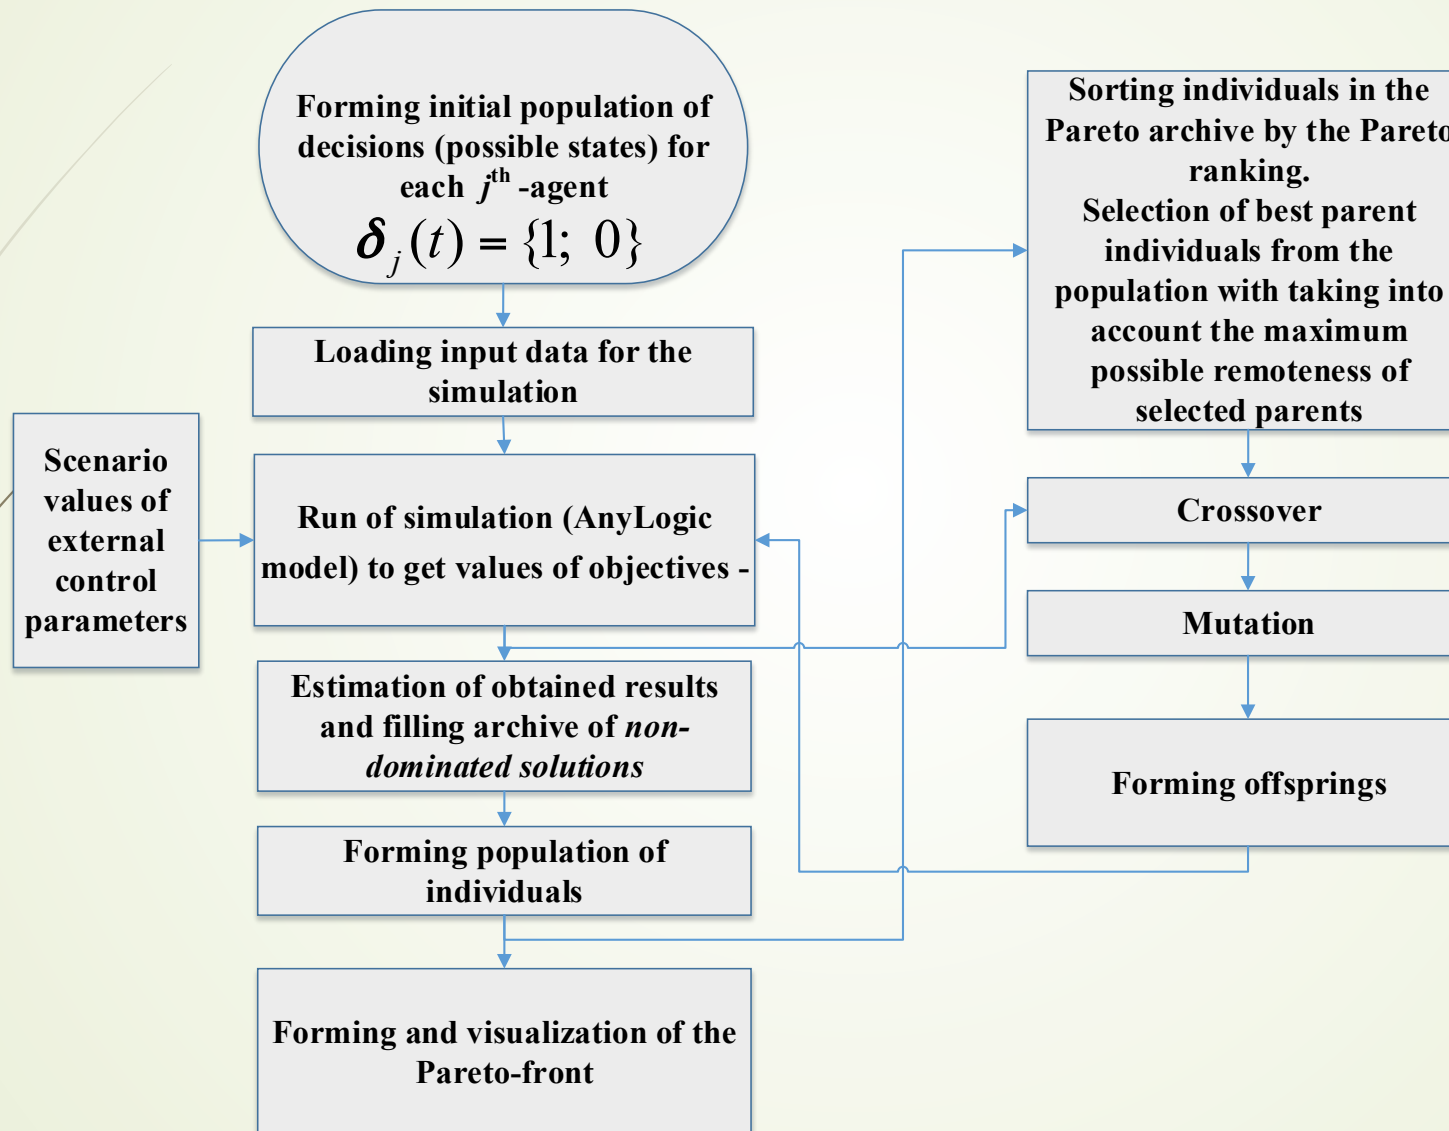 Forming initial population of
decisions (possible states) for
each jth -agent
δj(t) = {1; 0}
Loading input data for the
simulation
Scenario
values of
external
control
parameters
Run of simulation (AnyLogic
model) to get values of objectives -
Estimation of obtained results
and filling archive of non-
dominated solutions
Forming population of
individuals
Forming and visualization of the
Pareto-front
Sorting individuals in the
Pareto archive by the Pareto
ranking.
Selection of best parent
individuals from the
population with taking into
account the maximum
possible remoteness of
selected parents
Crossover
Mutation
Forming offsprings